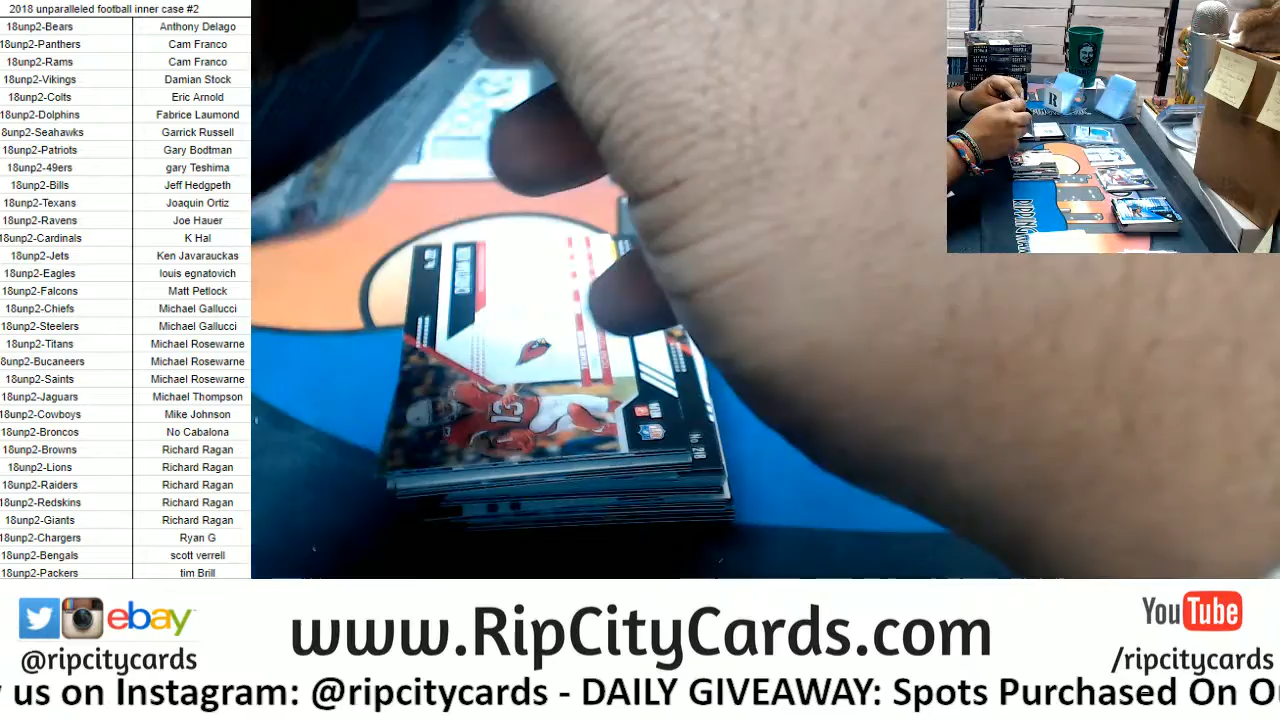 2018 unparalleled football inner case #2
18unp2-Bears Anthony Delago
18unp2-Panthers Cam Franco
18unp2-Rams Cam Franco
18unp2-Vikings Damian Stock
18unp2-Colts Eric Arnold
18unp2-Dolphins Fabrice Laumond
8unp2-Seahawks Garrick Russell
18unp2-Patriots Gary Bodtman
18unp2-49ers gary Teshima
18unp2-Bills Jeff Hedgpeth
18unp2-Texans Joaquin Ortiz
18unp2-Ravens Joe Hauer
18unp2-Cardinals K Hal
18unp2-Jets Ken Javarauckas
18unp2-Eagles louis egnatovich
18unp2-Falcons Matt Petlock
18unp2-Chiefs Michael Gallucci
18unp2-Steelers Michael Gallucci
18unp2-Titans Michael Rosewarne
8unp2-Bucaneers Michael Rosewarne
18unp2-Saints Michael Rosewarne
18unp2-Jaguars Michael Thompson
18unp2-Cowboys Mike Johnson
18unp2-Broncos No Cabalona
18unp2-Browns Richard Ragan
18unp2-Lions Richard Ragan
18unp2-Raiders Richard Ragan
18unp2-Redskins Richard Ragan
18unp2-Giants Richard Ragan
18unp2-Chargers Ryan G
18unp2-Bengals scott verrell
18unp2-Packers tim Brill
13
No. 218
ebay
@ripcitycards
www.RipCityCards.com
YouTube
/ripcitycards
us on Instagram: @ripcitycards - DAILY GIVEAWAY: Spots Purchased On